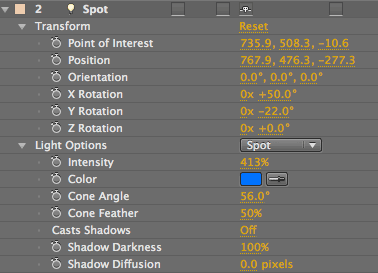 2 Spot
Transform Reset
Point of Interest 735.9, 508.3, -10.6
Position 767.9, 476.3, -277.3
Orientation 0.0°, 0.0°, 0.0°
X Rotation 0x +50.0°
Y Rotation 0x -22.0°
Z Rotation 0x +0.0°
Light Options Spot
Intensity 413%
Color
Cone Angle 56.0°
Cone Feather 50%
Casts Shadows Off
Shadow Darkness 100%
Shadow Diffusion 0.0 pixels